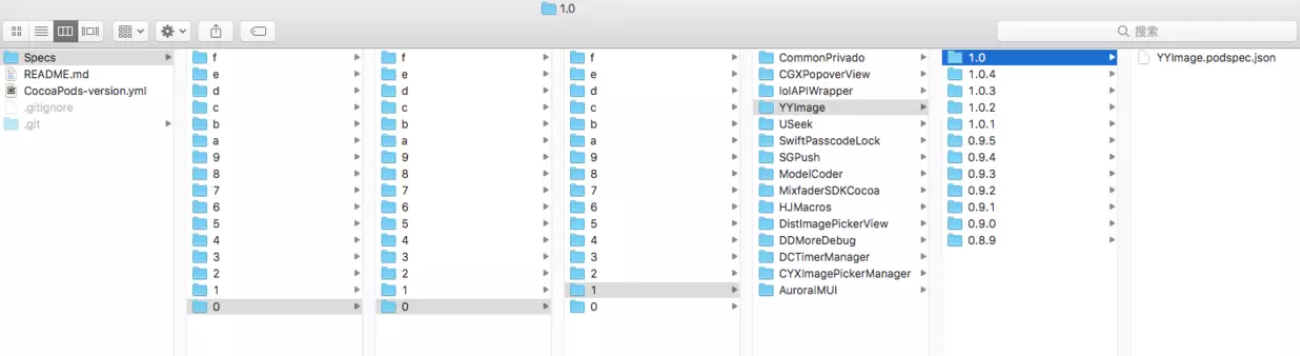 1.0
搜索
Specs
README.md
CocoaPods-version.yml
.gitignore
.git
f
e
d
c
b
a
9
8
7
6
5
4
3
2
1
0
f
e
d
c
b
a
9
8
7
6
5
4
3
2
1
0
f
e
d
c
b
a
9
8
7
6
5
4
3
2
1
0
CommonPrivado
CGXPopoverView
lolAPIWrapper
YYImage
USeek
SwiftPasscodeLock
SGPush
ModelCoder
MixfaderSDKCocoa
HJMacros
DistImagePickerView
DDMoreDebug
DCTimerManager
CYXImagePickerManager
AuroraIMUI
1.0
1.0.4
1.0.3
1.0.2
1.0.1
0.9.5
0.9.4
0.9.3
0.9.2
0.9.1
0.9.0
0.8.9
YYImage.podspec.json